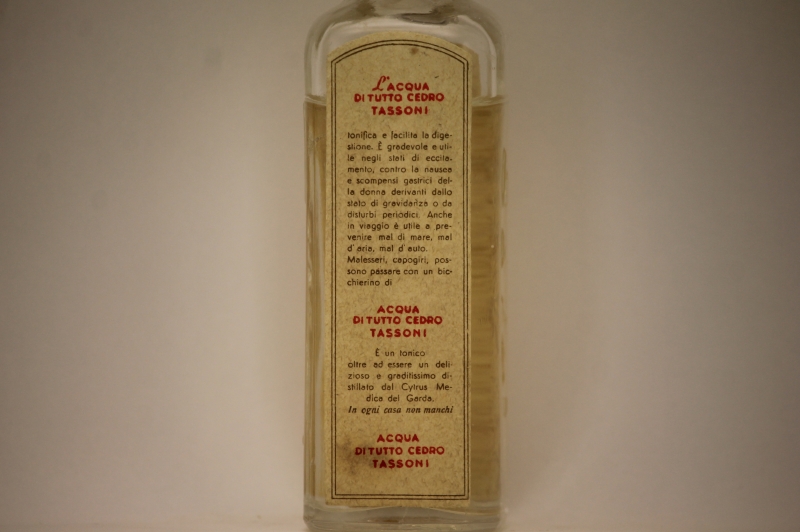 L'ACQUA
DI TUTTO CEDRO
TASSONI
tonifica e facilita la dige-
stione. È gradevole e uti-
le negli stati di eccita-
mento, contro la nausea
e scompensi gastrici del-
la donna derivanti dallo
stato di gravidanza o da
disturbi periodici. Anche
in viaggio è utile a pre-
venire mal di mare, mal
d'aria, mal d'auto.
Malesseri, capogiri, pos-
sono passare con un bic-
chierino di
ACQUA
DI TUTTO CEDRO
TASSONI
È un tonico
oltre ad essere un deli-
zioso e graditissimo di-
stillato dal Cytrus Me-
dica del Garda.
In ogni casa non manchi
ACQUA
DI TUTTO CEDRO
TASSONI